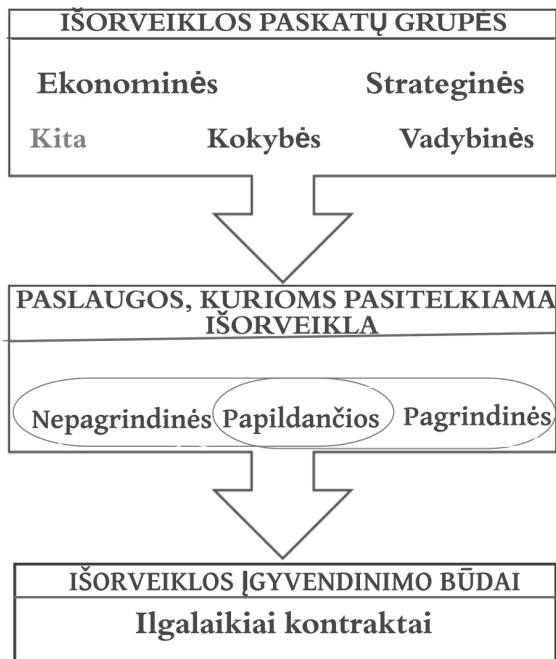 IŠORVEIKLOS PASKATŲ GRUPĖS
Ekonominės Strateginės
Kita Kokybės Vadybinės
PASLAUGOS, KURIOMS PASITELKIAMA
IŠORVEIKLA
Nepagrindinės Papildančios Pagrindinės
IŠORVEIKLOS ĮGYVENDINIMO BŪDAI
Ilgalaikiai kontraktai